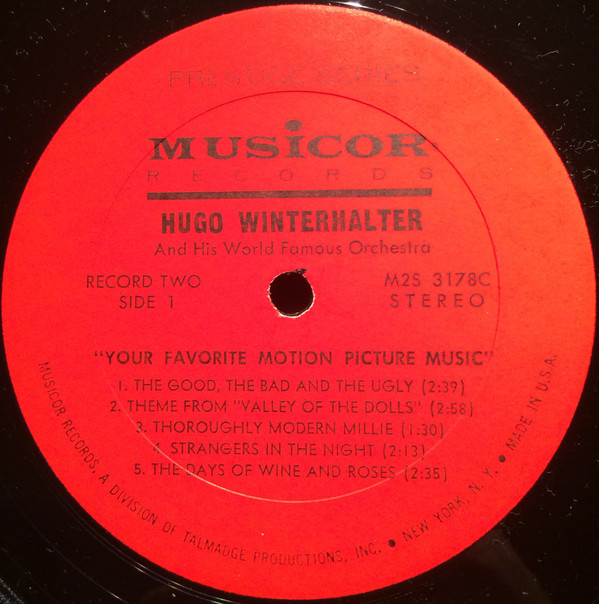 PRESTIGE SERIES
MUSICOR
RECORDS
HUGO WINTERHALTER
And His World Famous Orchestra
RECORD TWO
SIDE 1
M2S 3178C
STEREO
"YOUR FAVORITE MOTION PICTURE MUSIC"
1. THE GOOD, THE BAD AND THE UGLY (2:39)
2. THEME FROM "VALLEY OF THE DOLLS" (2:58)
3. THOROUGHLY MODERN MILLIE (1:30)
4. STRANGERS IN THE NIGHT (2:13)
5. THE DAYS OF WINE AND ROSES (2:35)
MUSICOR RECORDS, A DIVISION OF TALMADGE PRODUCTIONS, INC. • NEW YORK, N. Y. • MADE IN U.S.A.